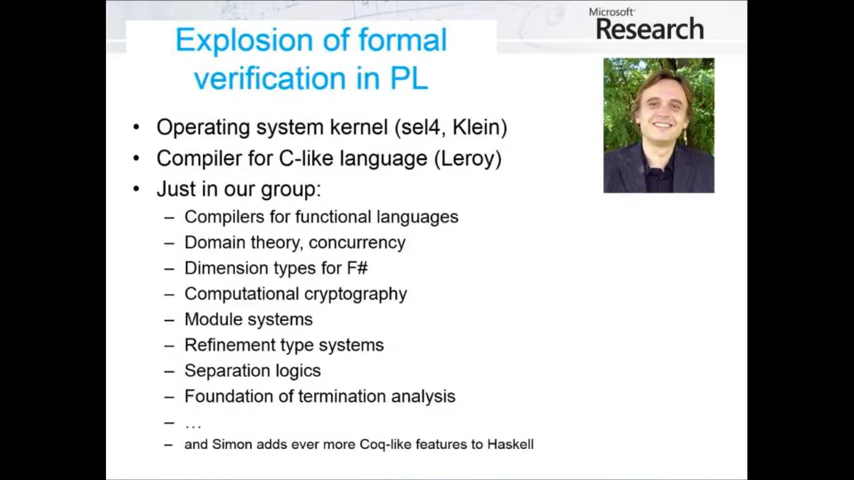 Microsoft®
Research
Explosion of formal
verification in PL
• Operating system kernel (sel4, Klein)
• Compiler for C-like language (Leroy)
• Just in our group:
– Compilers for functional languages
– Domain theory, concurrency
– Dimension types for F#
– Computational cryptography
– Module systems
– Refinement type systems
– Separation logics
– Foundation of termination analysis
– …
– and Simon adds ever more Coq-like features to Haskell